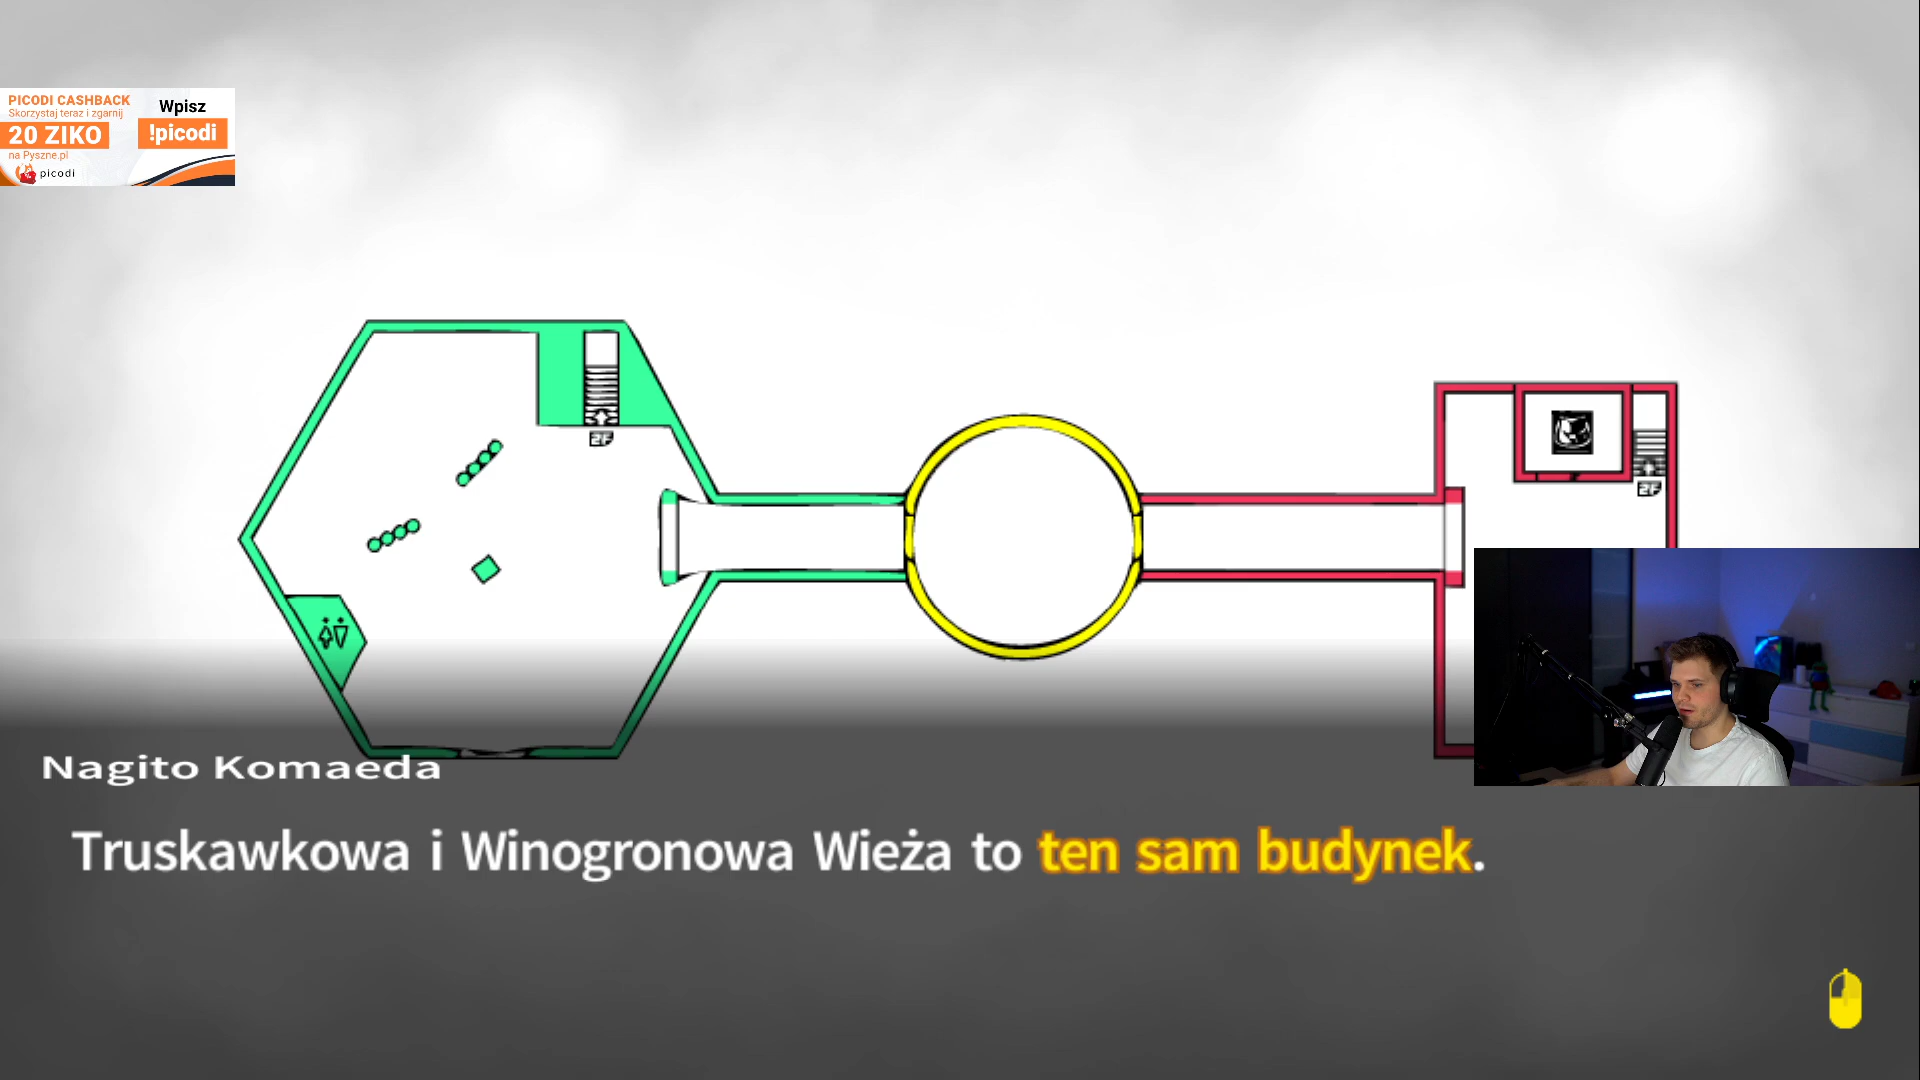 PICODI CASHBACK
Skorzystaj teraz i zgarnij
20 ZIKO
na Pyszne.pl
picodi
Wpisz
!picodi
2F
2F
Nagito Komaeda
Truskawkowa i Winogronowa Wieża to ten sam budynek.